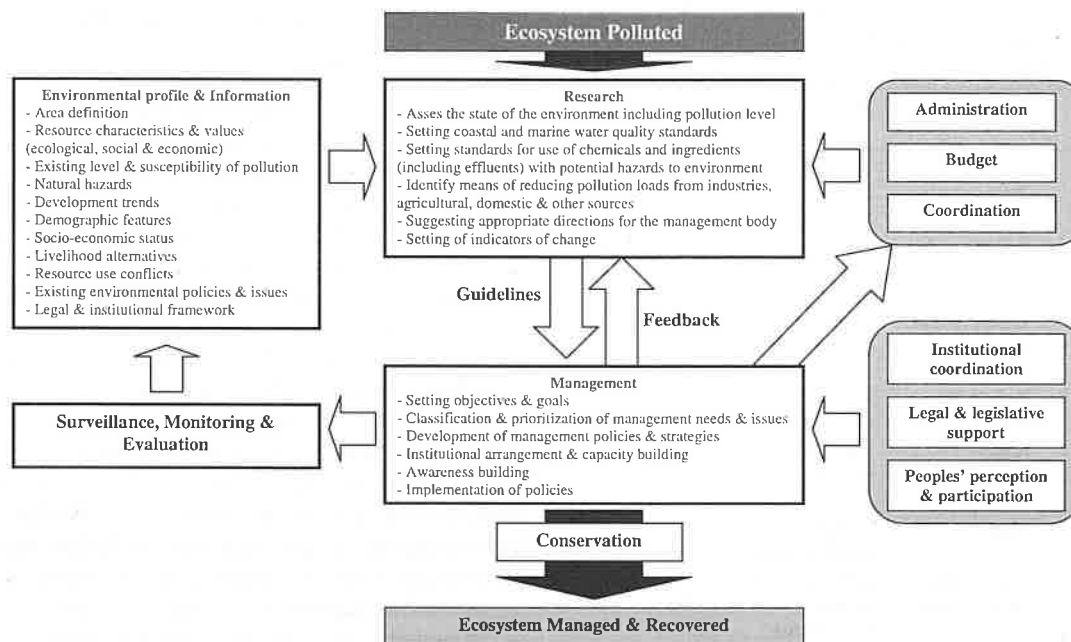 Ecosystem Polluted
Environmental profile & Information
- Area definition
- Resource characteristics & values
(ecological, social & economic)
- Existing level & susceptibility of pollution
- Natural hazards
- Development trends
- Demographic features
- Socio-economic status
- Livelihood alternatives
- Resource use conflicts
- Existing environmental policies & issues
- Legal & institutional framework
Research
- Asses the state of the environment including pollution level
- Setting coastal and marine water quality standards
- Setting standards for use of chemicals and ingredients
(including effluents) with potential hazards to environment
- Identify means of reducing pollution loads from industries,
agricultural, domestic & other sources
- Suggesting appropriate directions for the management body
- Setting of indicators of change
Administration
Budget
Coordination
Guidelines
Feedback
Surveillance, Monitoring &
Evaluation
Management
- Setting objectives & goals
- Classification & prioritization of management needs & issues
- Development of management policies & strategies
- Institutional arrangement & capacity building
- Awareness building
- Implementation of policies
Institutional
coordination
Legal & legislative
support
Peoples' perception
& participation
Conservation
Ecosystem Managed & Recovered